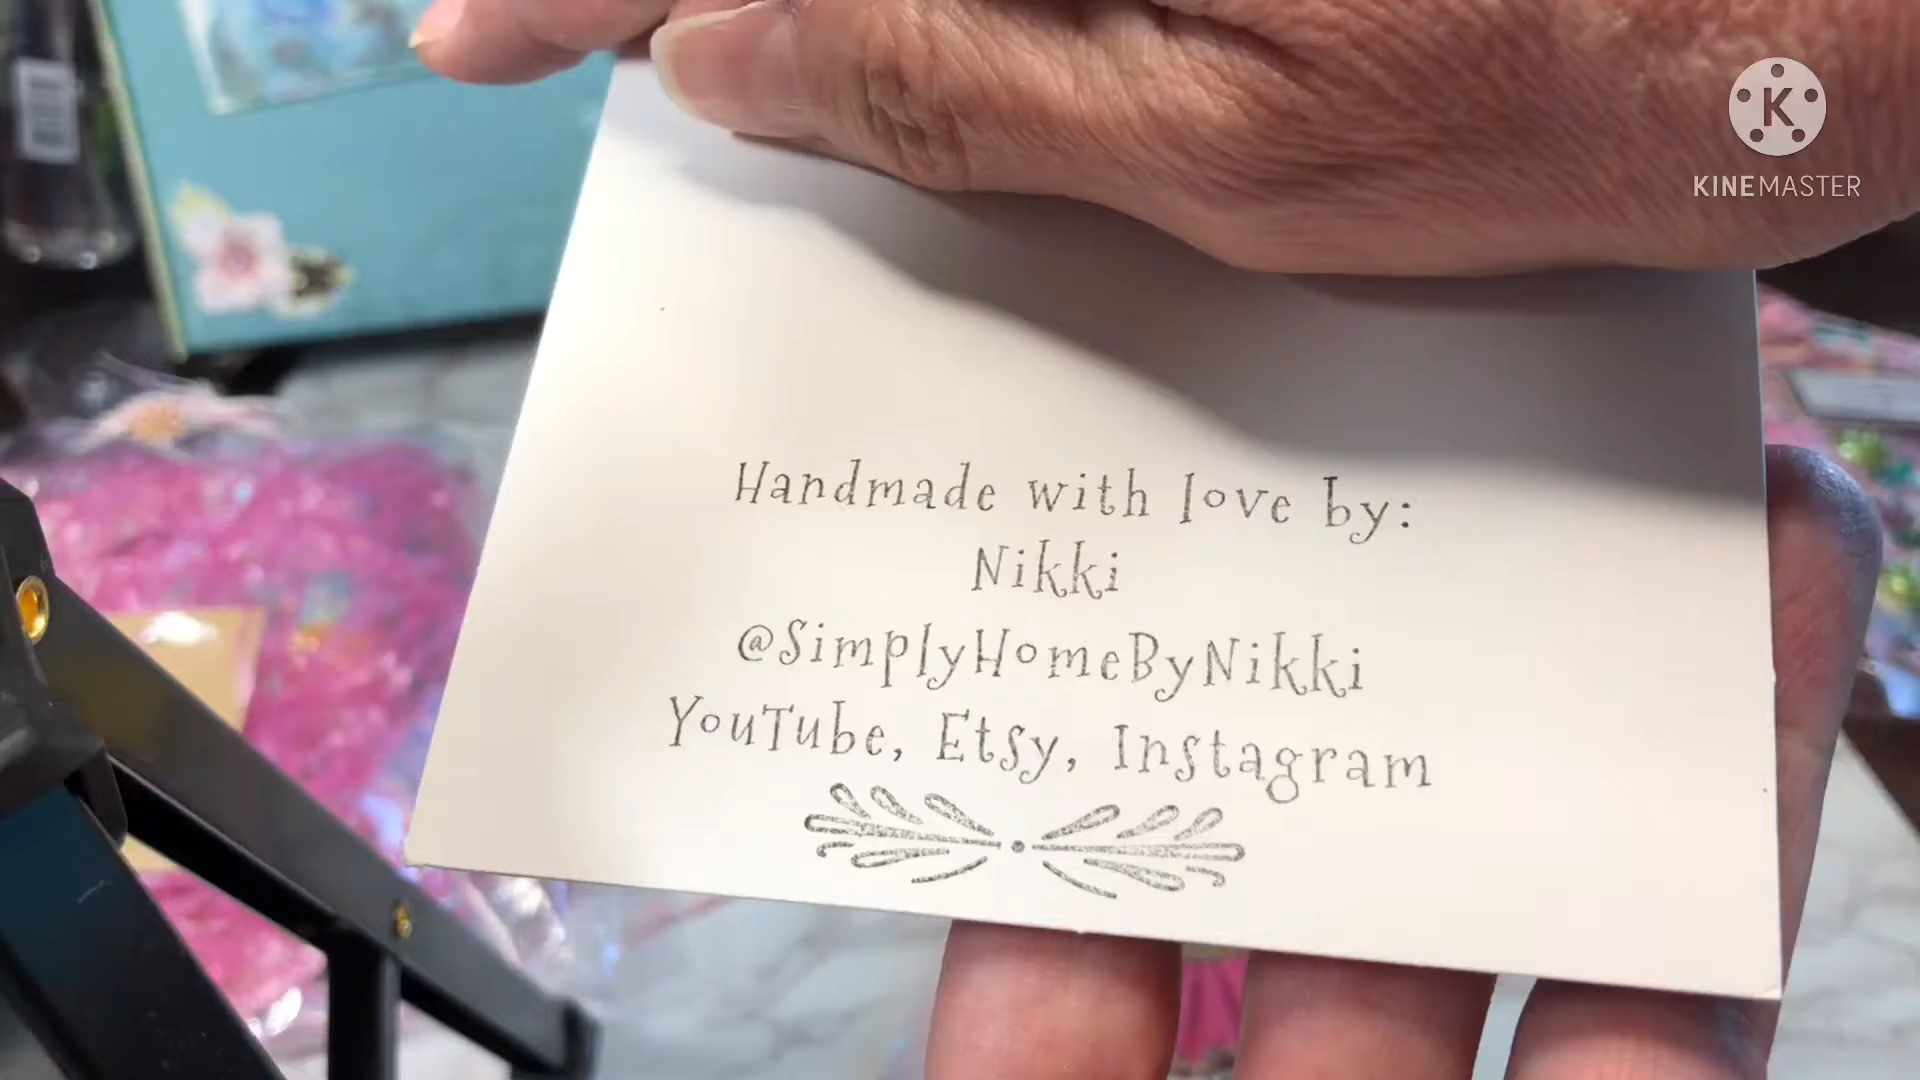 K
KINEMASTER
Handmade with love by:
Nikki
@SimplyHomeByNikki
YouTube, Etsy, Instagram